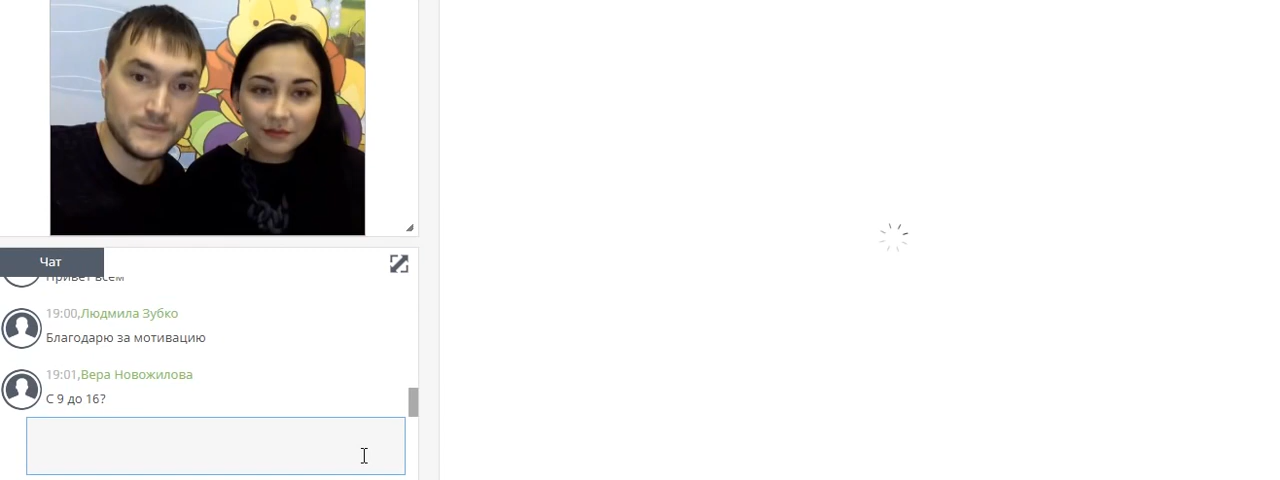 Чат
Привет всем
19:00,Людмила Зубко
Благодарю за мотивацию
19:01,Вера Новожилова
С 9 до 16?